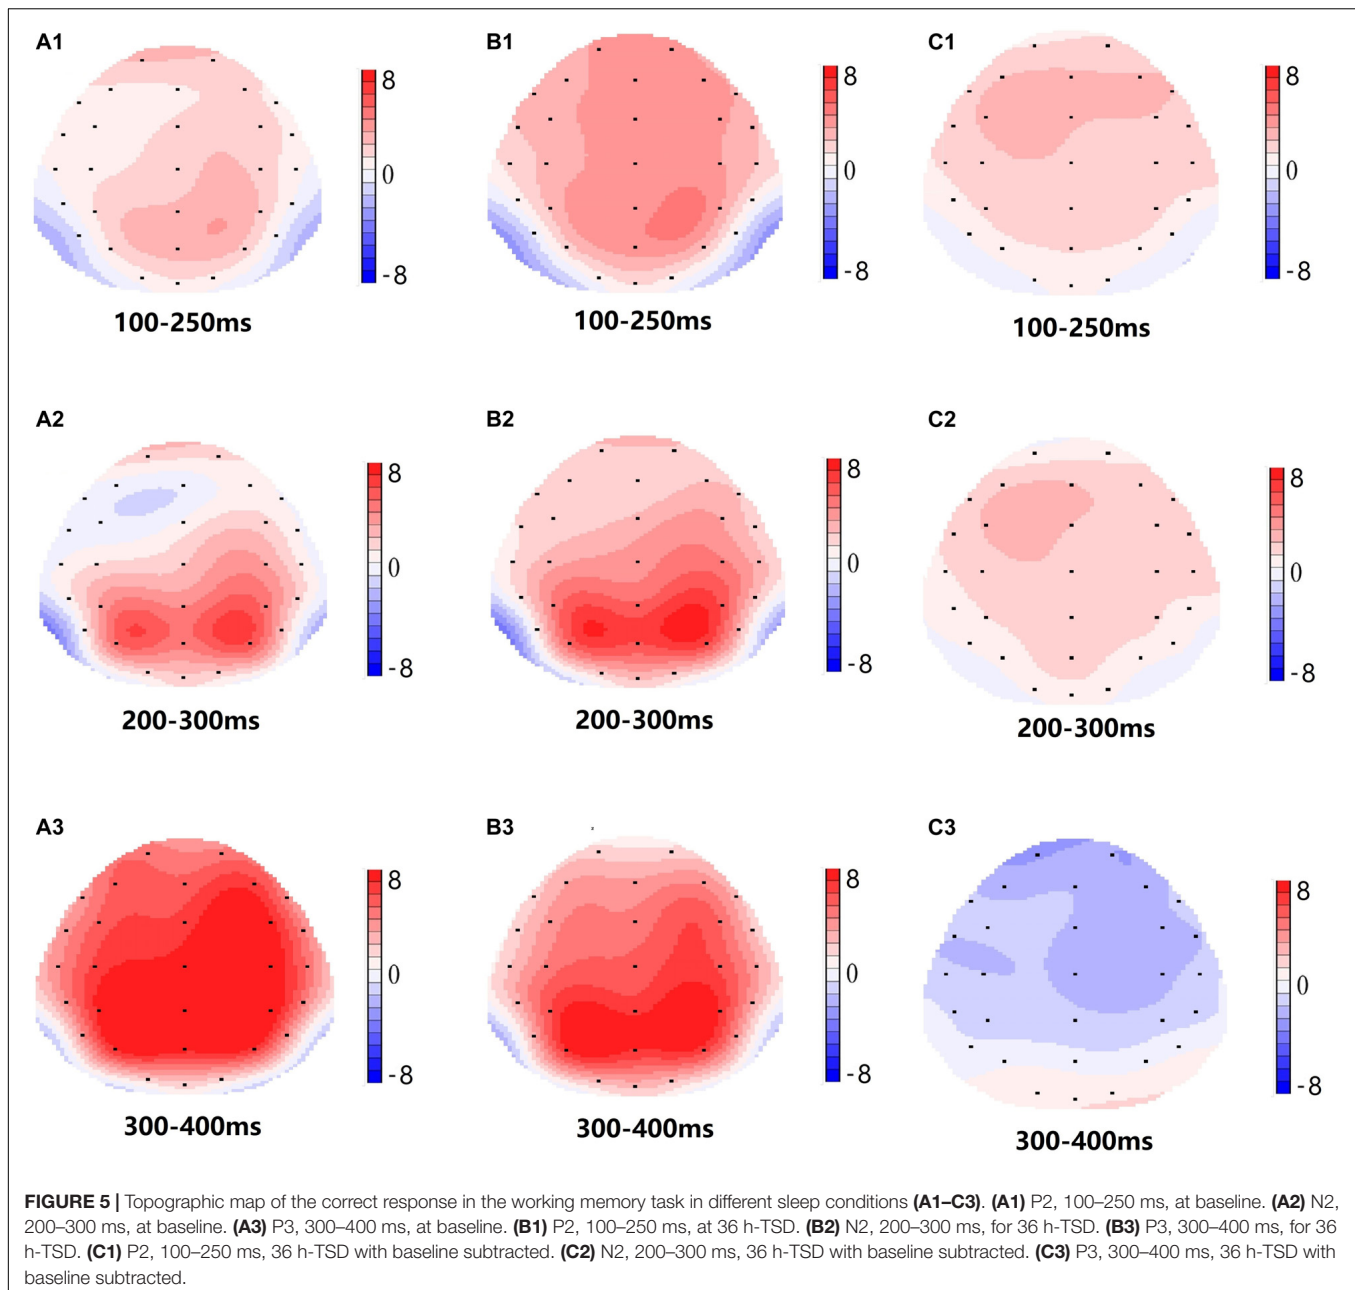 A1
B1
C1
8
0
-8
8
0
-8
8
0
-8
100-250ms
100-250ms
100-250ms
A2
B2
C2
8
0
-8
8
0
-8
8
0
-8
200-300ms
200-300ms
200-300ms
A3
B3
C3
8
0
-8
8
0
-8
8
0
-8
300-400ms
300-400ms
300-400ms
FIGURE 5 | Topographic map of the correct response in the working memory task in different sleep conditions (A1–C3). (A1) P2, 100–250 ms, at baseline. (A2) N2,
200–300 ms, at baseline. (A3) P3, 300–400 ms, at baseline. (B1) P2, 100–250 ms, at 36 h-TSD. (B2) N2, 200–300 ms, for 36 h-TSD. (B3) P3, 300–400 ms, for 36
h-TSD. (C1) P2, 100–250 ms, 36 h-TSD with baseline subtracted. (C2) N2, 200–300 ms, 36 h-TSD with baseline subtracted. (C3) P3, 300–400 ms, 36 h-TSD with
baseline subtracted.